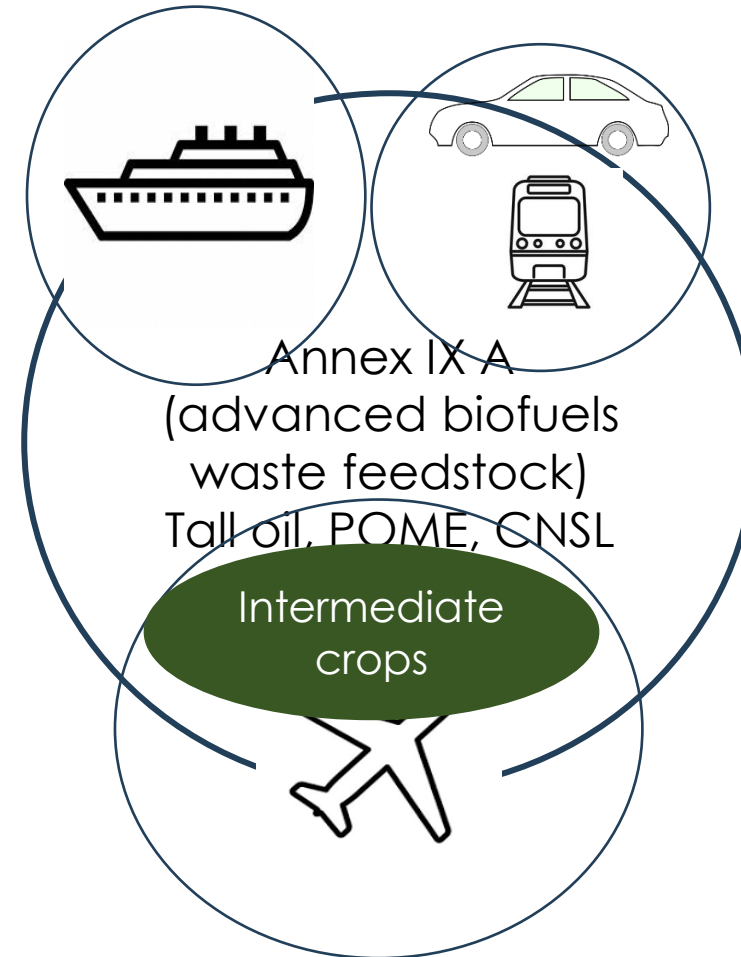 Annex IX A
(advanced biofuels
waste feedstock)
Tall oil, POME, CNSL
Intermediate
crops